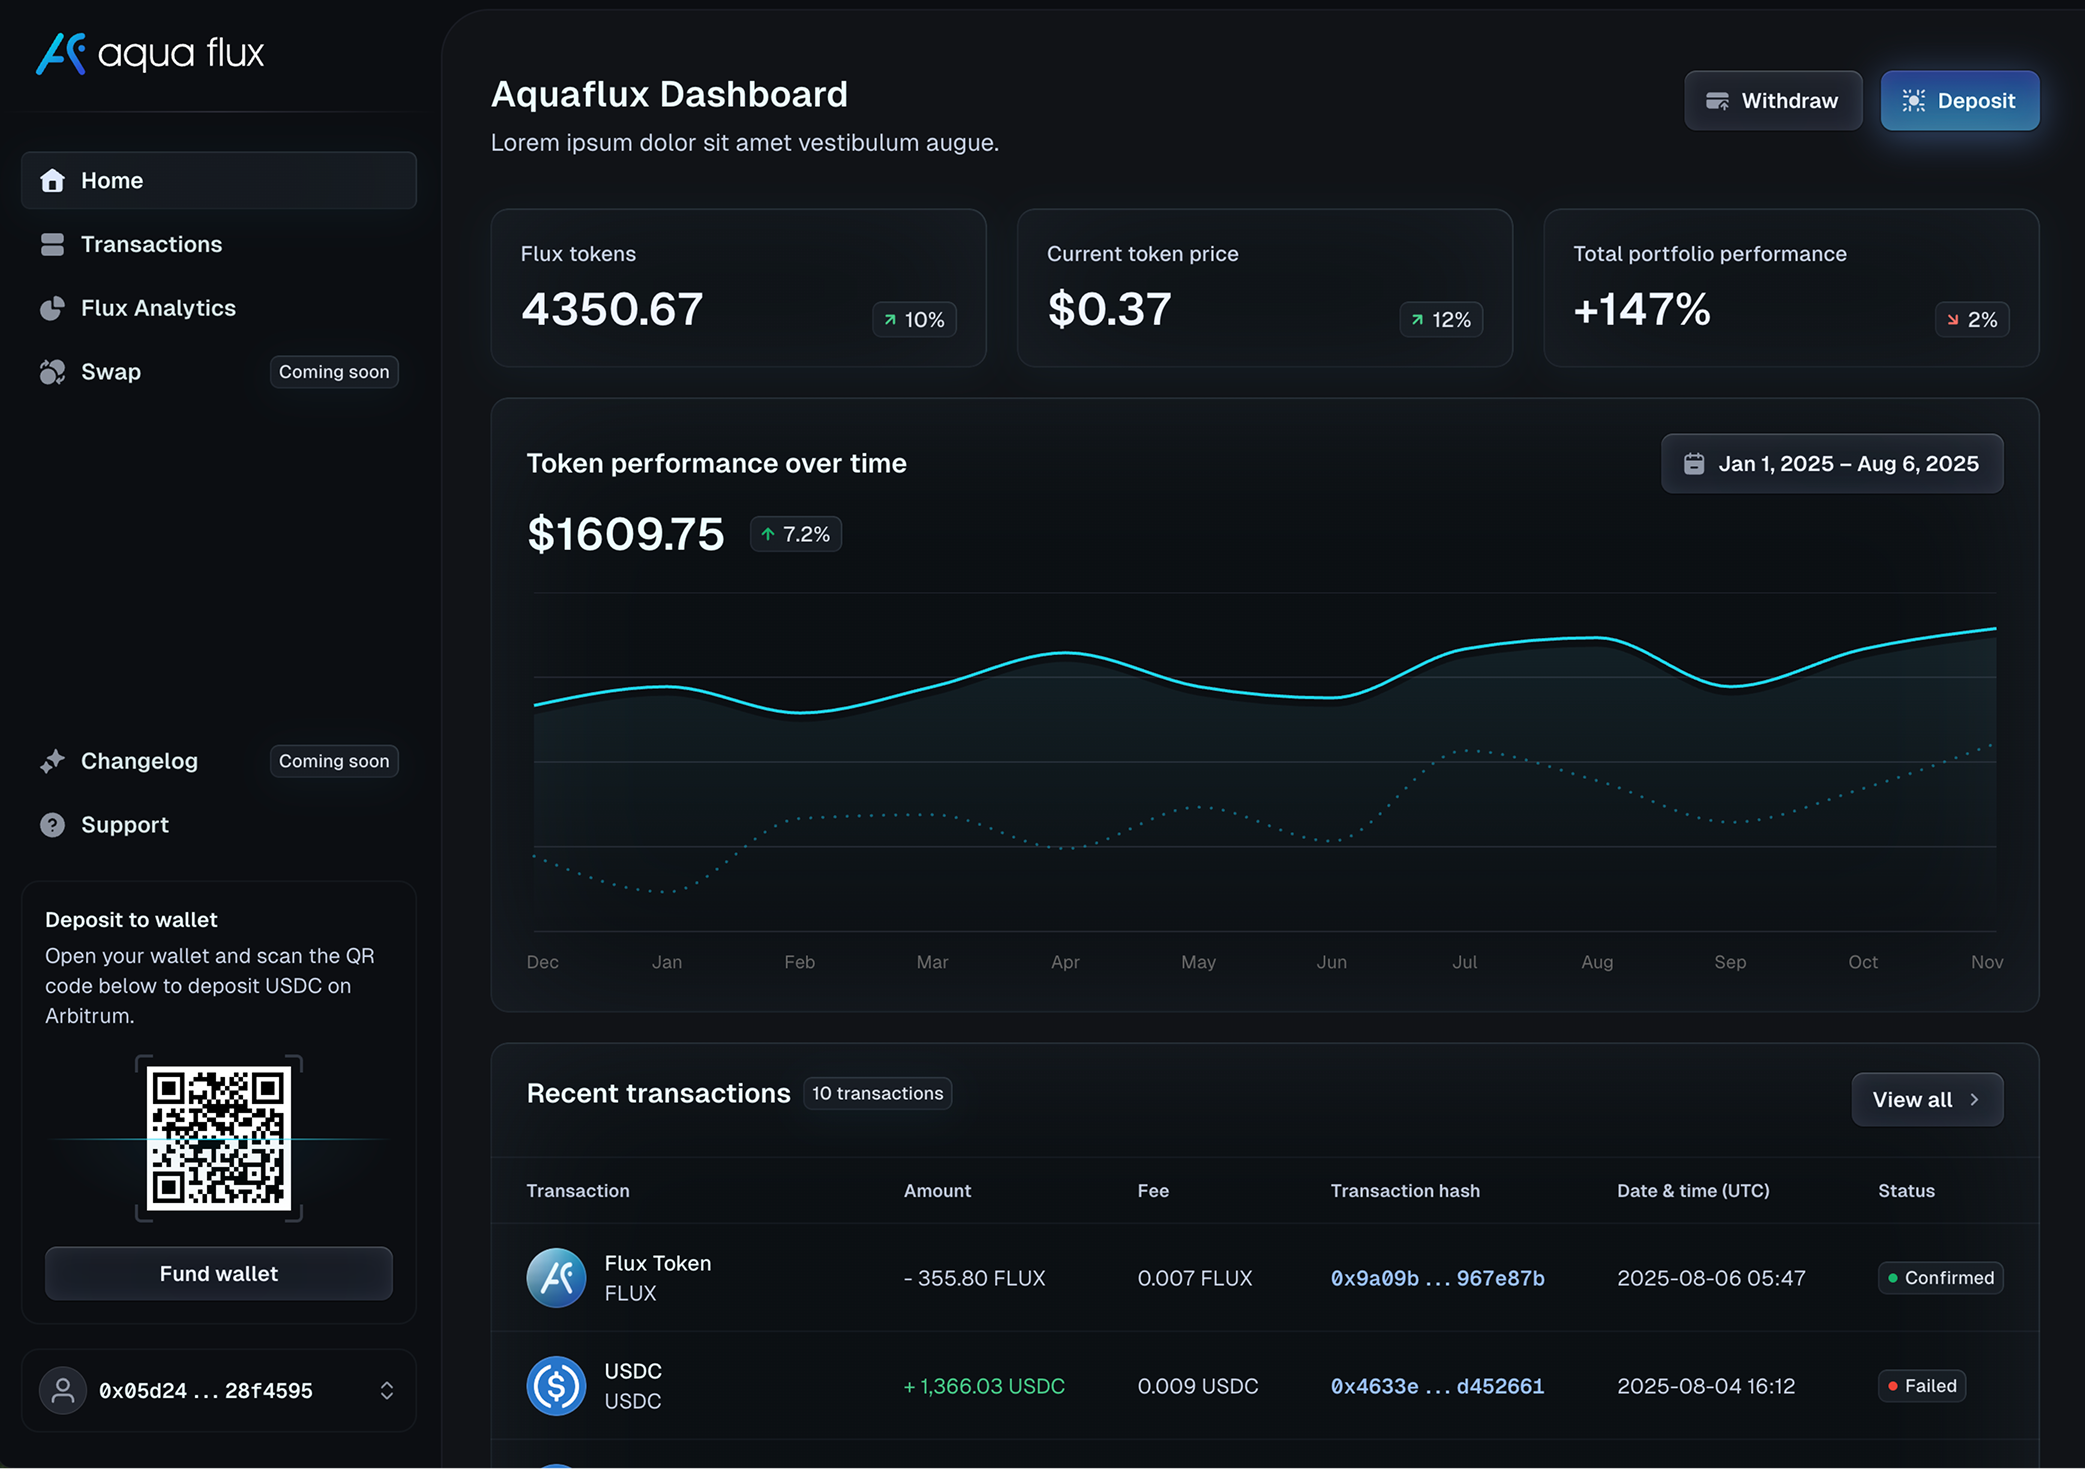 aqua flux
Home
Transactions
Flux Analytics
Swap
Coming soon
Changelog
Coming soon
Support
Deposit to wallet
Open your wallet and scan the QR
code below to deposit USDC on
Arbitrum.
Fund wallet
0x05d24 ... 28f4595
Aquaflux Dashboard
Lorem ipsum dolor sit amet vestibulum augue.
Withdraw
Deposit
Flux tokens
4350.67
10%
Current token price
$0.37
12%
Total portfolio performance
+147%
2%
Token performance over time
Jan 1, 2025 – Aug 6, 2025
$1609.75
7.2%
Dec Jan Feb Mar Apr May Jun Jul Aug Sep Oct Nov
Recent transactions
10 transactions
View all
Transaction Amount Fee Transaction hash Date & time (UTC) Status
Flux Token
FLUX
- 355.80 FLUX
0.007 FLUX
0x9a09b ... 967e87b
2025-08-06 05:47
Confirmed
USDC
USDC
+ 1,366.03 USDC
0.009 USDC
0x4633e ... d452661
2025-08-04 16:12
Failed